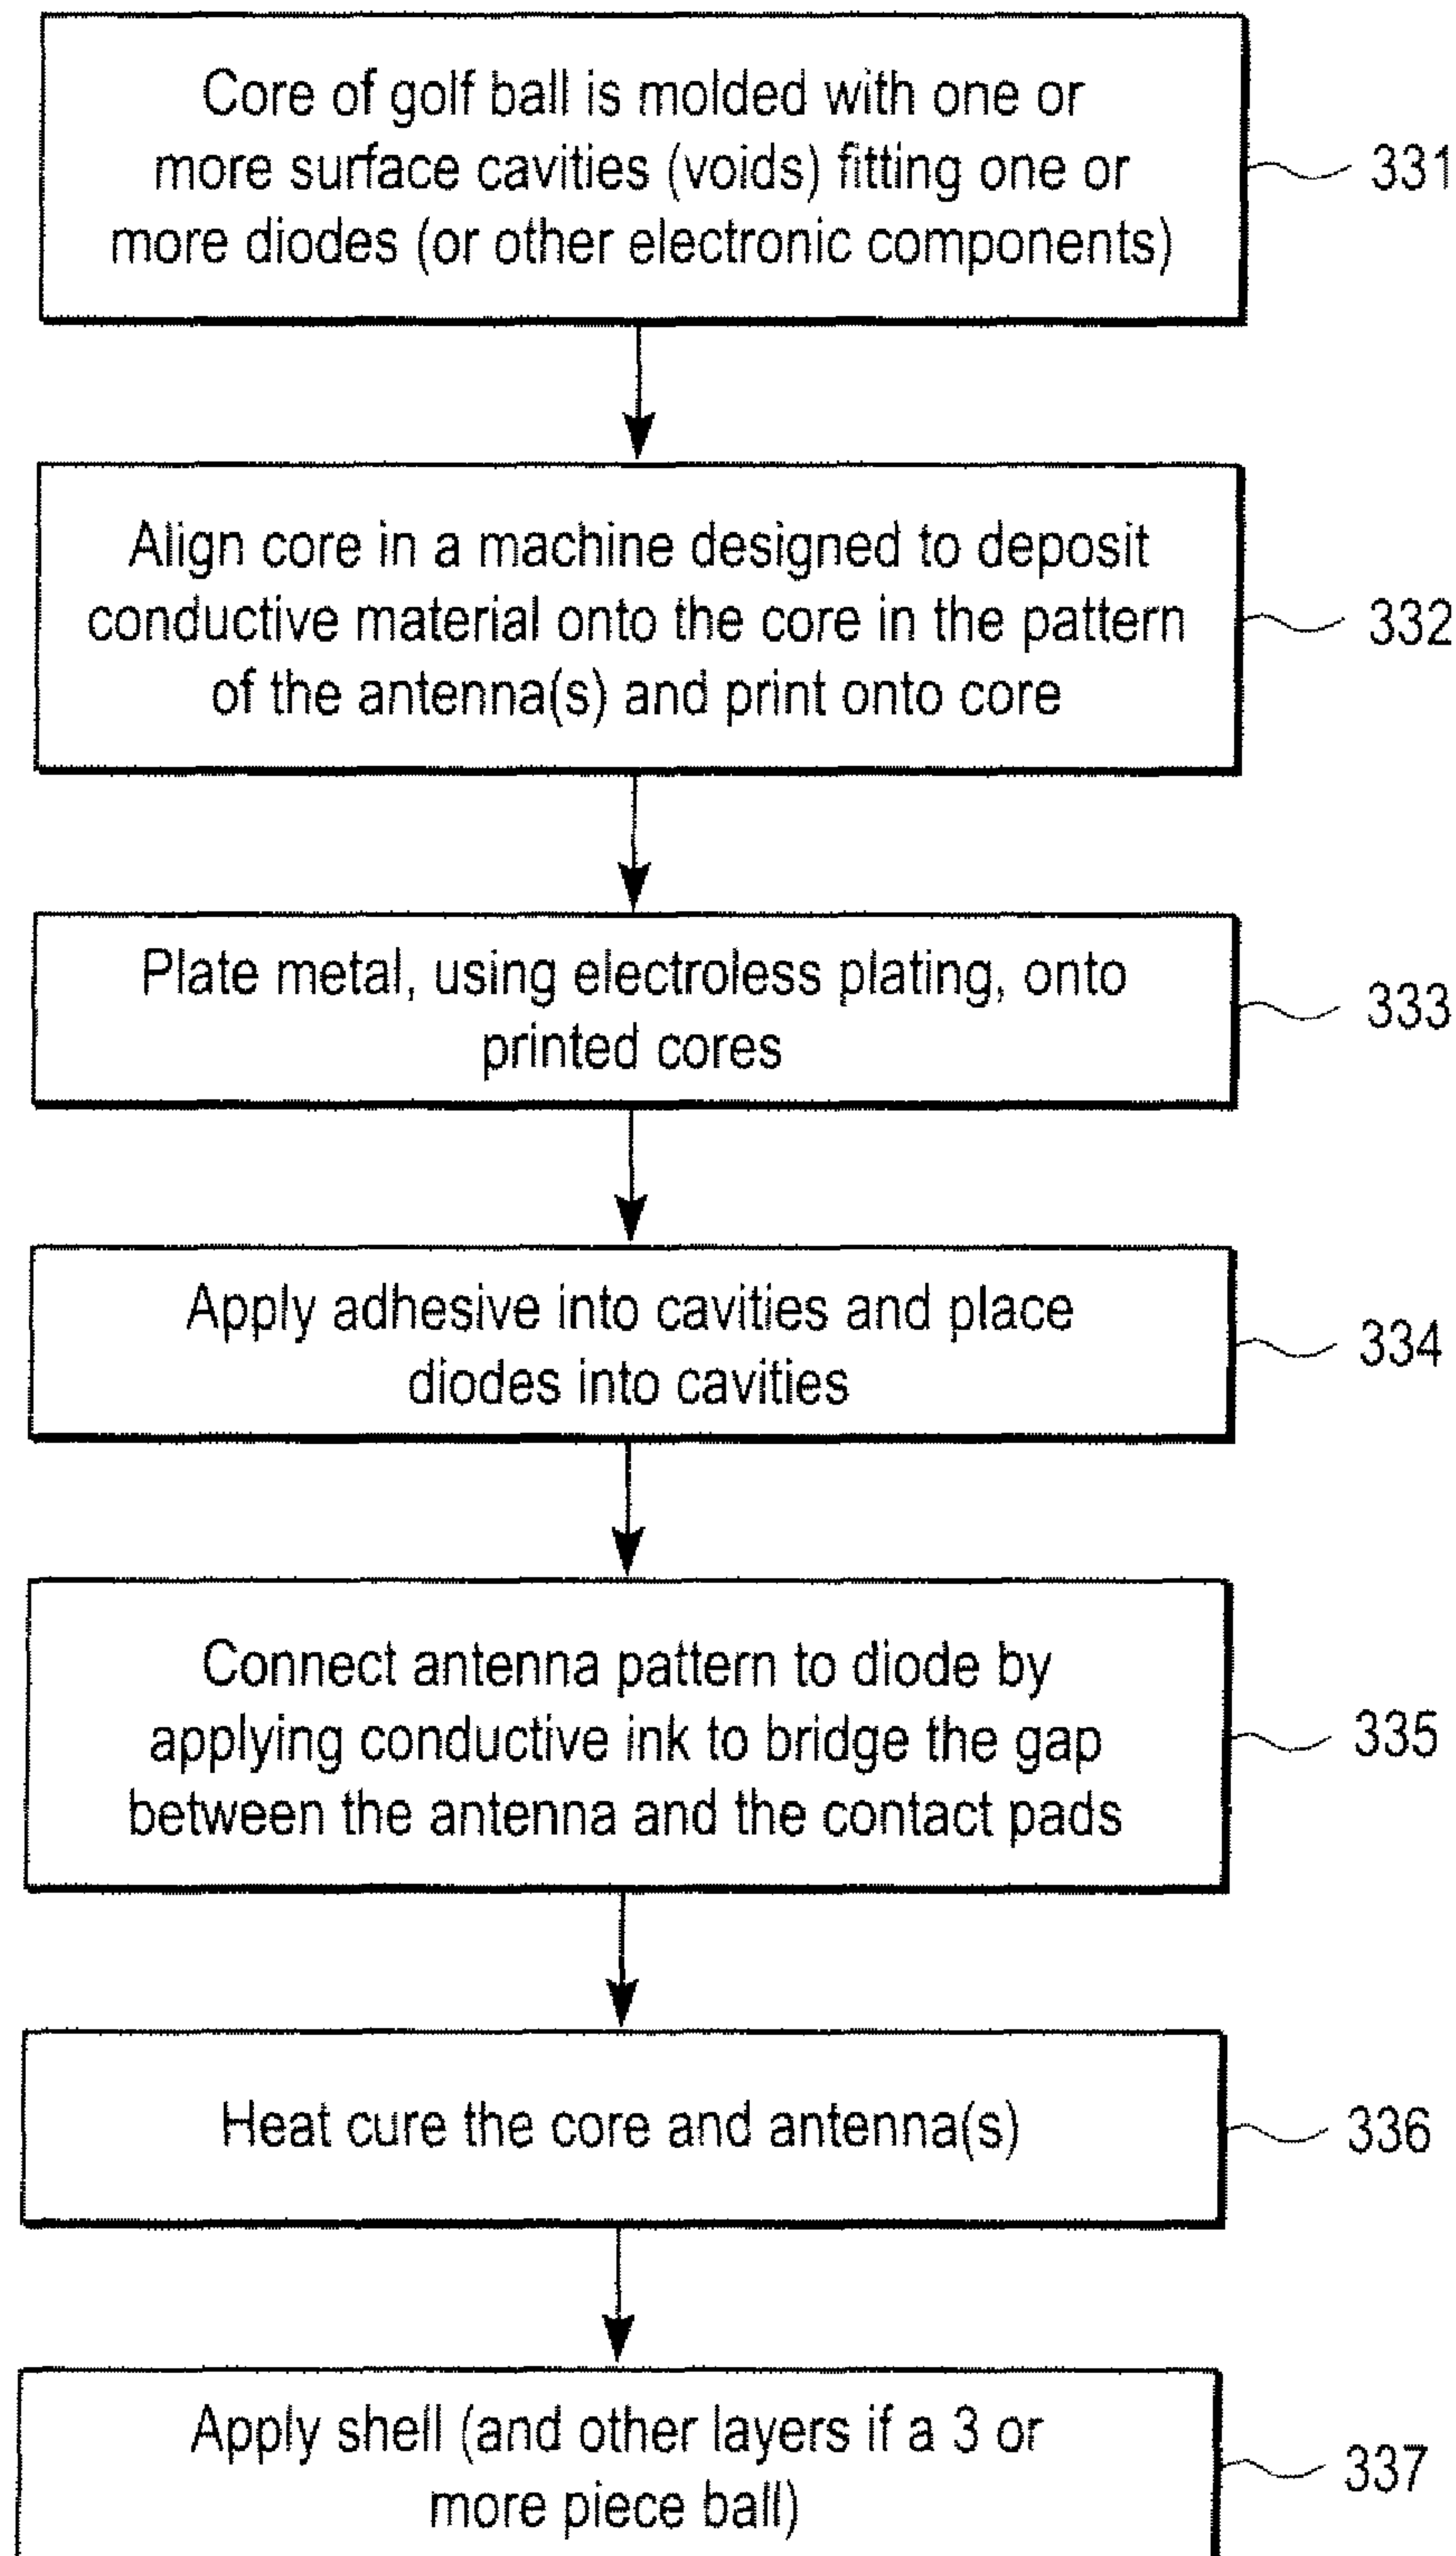 Core of golf ball is molded with one or
more surface cavities (voids) fitting one or
more diodes (or other electronic components)
331
Align core in a machine designed to deposit
conductive material onto the core in the pattern
of the antenna(s) and print onto core
332
Plate metal, using electroless plating, onto
printed cores
333
Apply adhesive into cavities and place
diodes into cavities
334
Connect antenna pattern to diode by
applying conductive ink to bridge the gap
between the antenna and the contact pads
335
Heat cure the core and antenna(s)
336
Apply shell (and other layers if a 3 or
more piece ball)
337